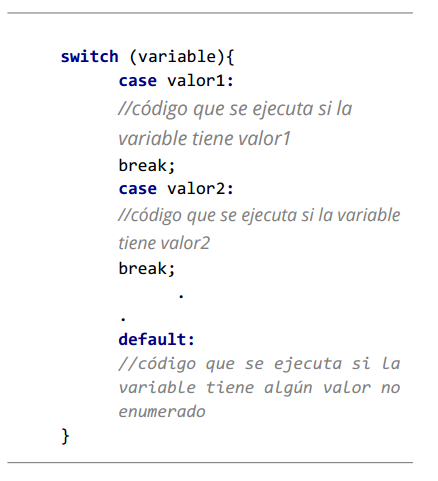 switch (variable){
case valor1:
//código que se ejecuta si la
variable tiene valor1
break;
case valor2:
//código que se ejecuta si la variable
tiene valor2
break;
.
.
default:
//código que se ejecuta si la
variable tiene algún valor no
enumerado
}